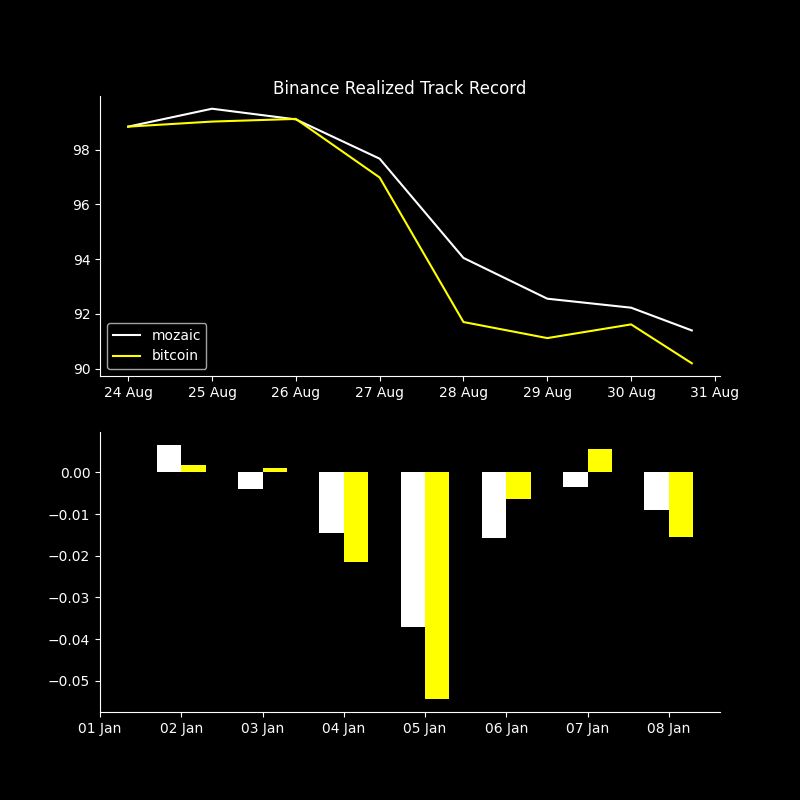 Binance Realized Track Record
98
96
94
92
90
mozaic
bitcoin
24 Aug 25 Aug 26 Aug 27 Aug 28 Aug 29 Aug 30 Aug 31 Aug
0.00
−0.01
−0.02
−0.03
−0.04
−0.05
01 Jan 02 Jan 03 Jan 04 Jan 05 Jan 06 Jan 07 Jan 08 Jan